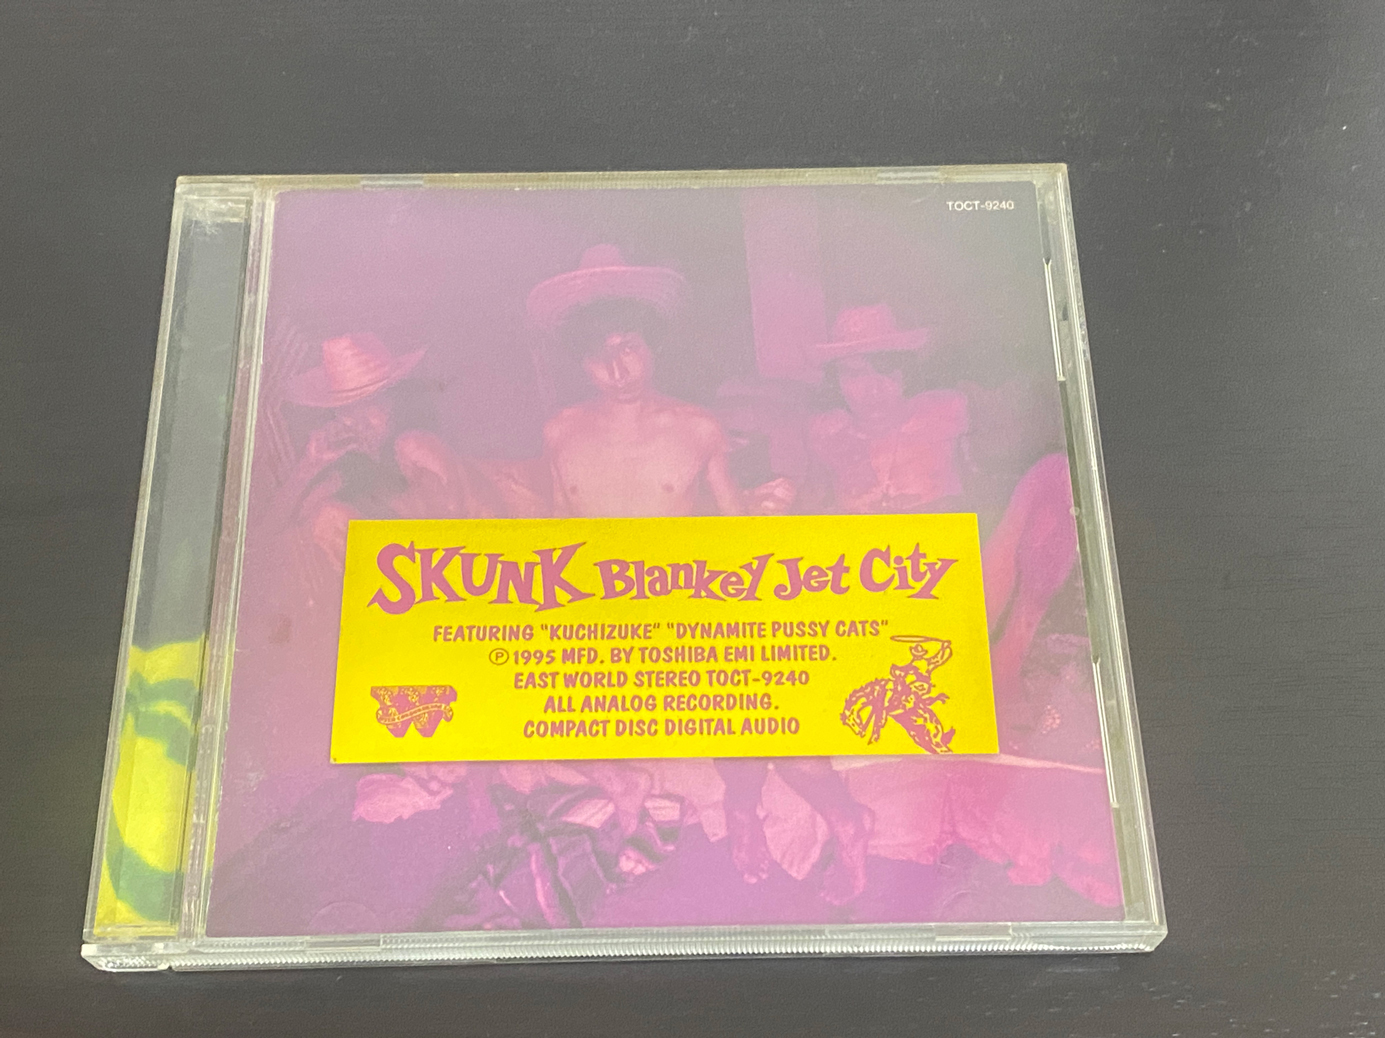 TOCT-9240
SKUNK Blankey Jet City
FEATURING "KUCHIZUKE" "DYNAMITE PUSSY CATS"
Ⓟ 1995 MFD. BY TOSHIBA EMI LIMITED.
EAST WORLD STEREO TOCT-9240
ALL ANALOG RECORDING.
COMPACT DISC DIGITAL AUDIO
W